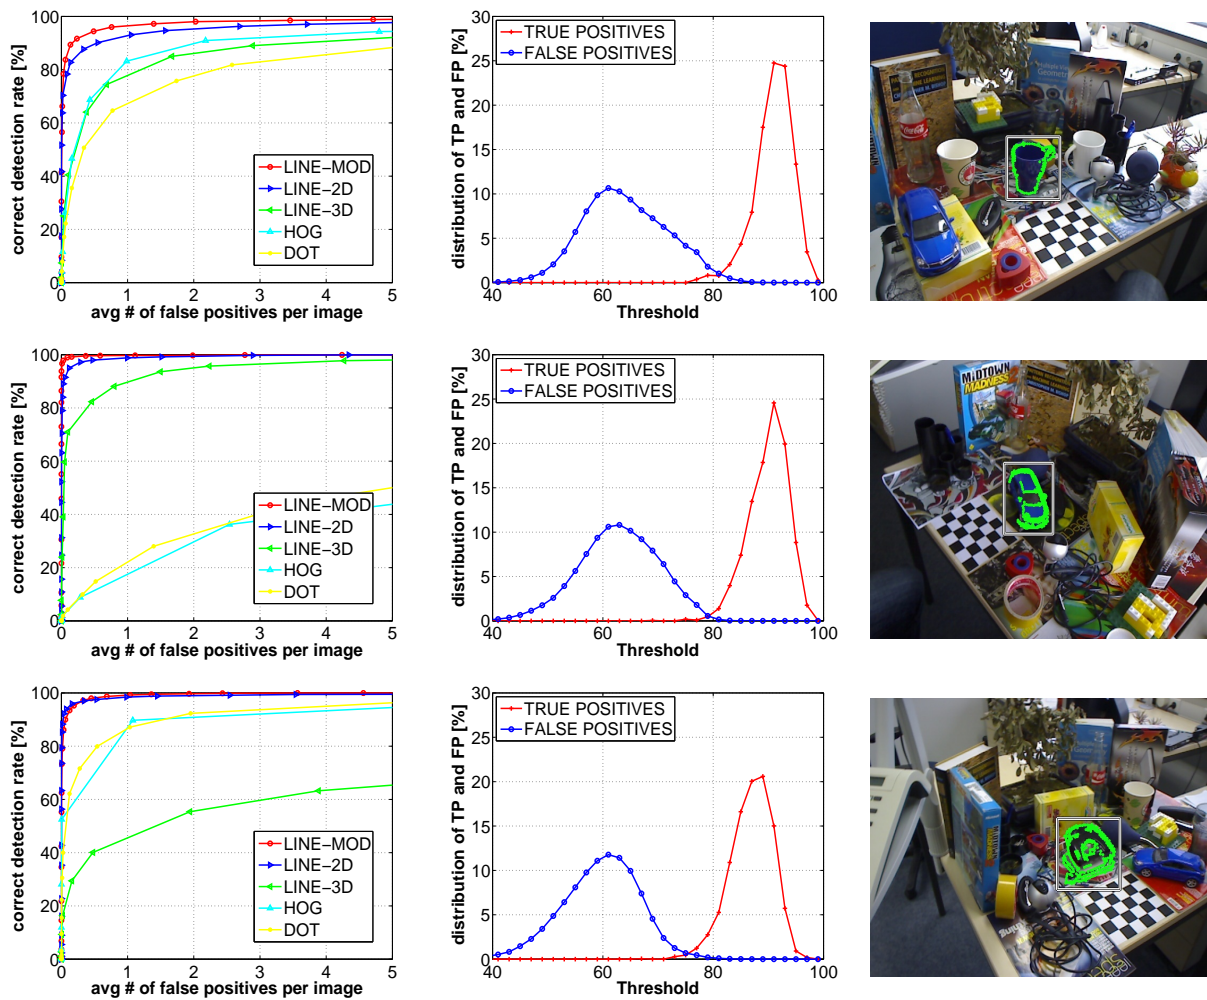 correct detection rate [%]
100
80
60
40
20
0
LINE−MOD
LINE−2D
LINE−3D
HOG
DOT
0 1 2 3 4 5
avg # of false positives per image
distribution of TP and FP [%]
30
25
20
15
10
5
0
TRUE POSITIVES
FALSE POSITIVES
40 60 80 100
Threshold
Coca-Cola
Geometry
correct detection rate [%]
100
80
60
40
20
0
LINE−MOD
LINE−2D
LINE−3D
HOG
DOT
0 1 2 3 4 5
avg # of false positives per image
distribution of TP and FP [%]
30
25
20
15
10
5
0
TRUE POSITIVES
FALSE POSITIVES
40 60 80 100
Threshold
MIDTOWN
MADNESS
correct detection rate [%]
100
80
60
40
20
0
LINE−MOD
LINE−2D
LINE−3D
HOG
DOT
0 1 2 3 4 5
avg # of false positives per image
distribution of TP and FP [%]
30
25
20
15
10
5
0
TRUE POSITIVES
FALSE POSITIVES
40 60 80 100
Threshold